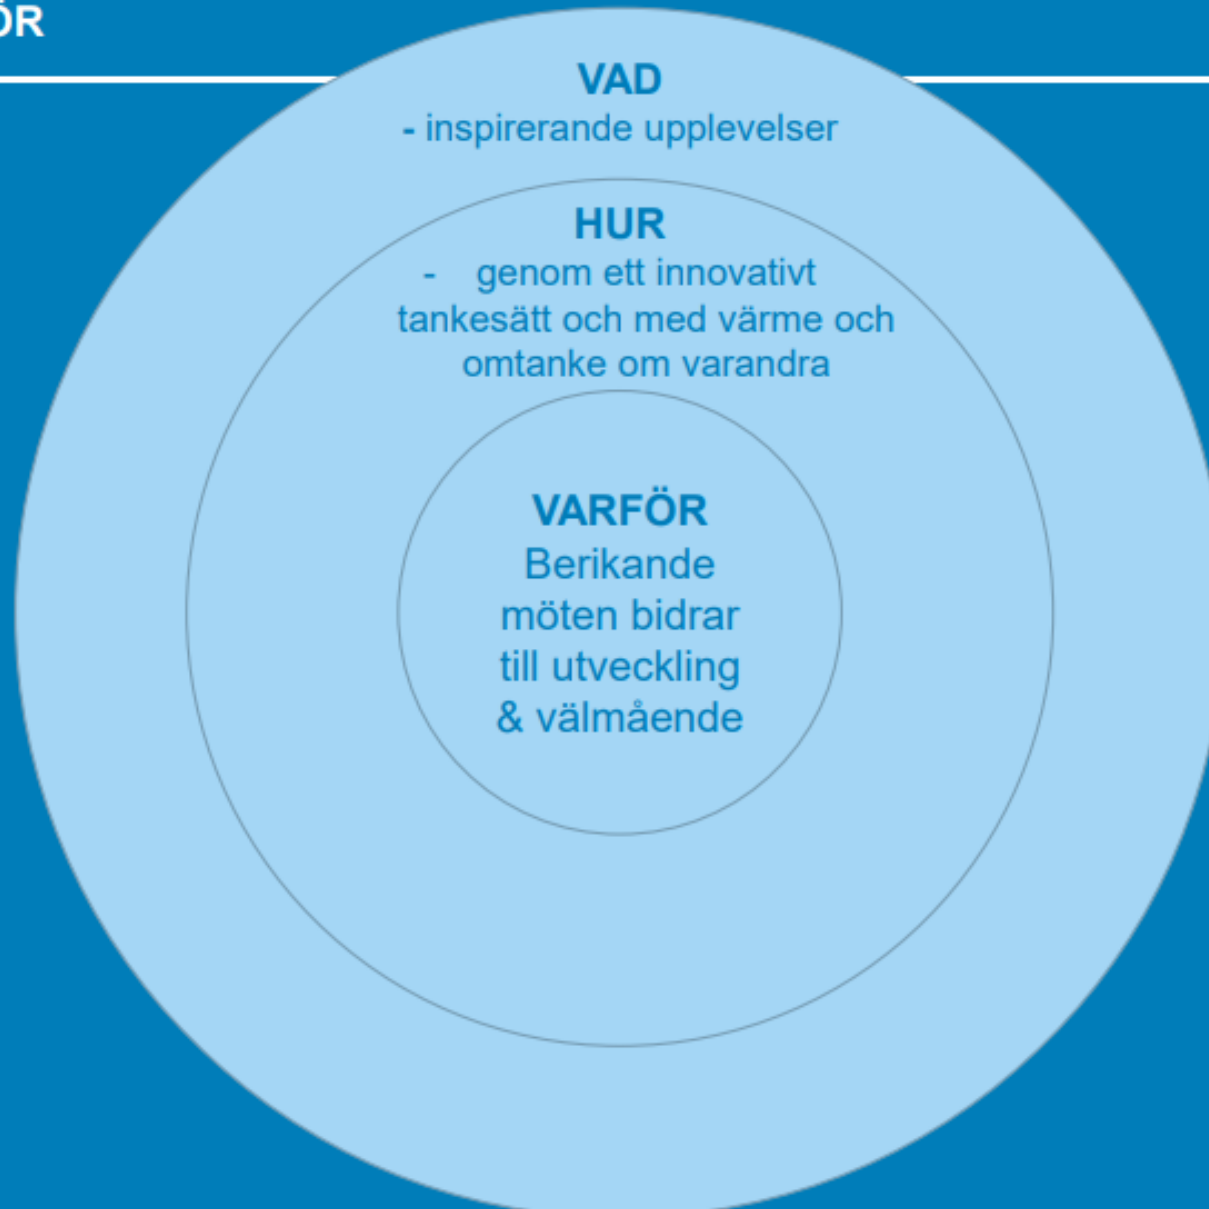 VAD
- inspirerande upplevelser
HUR
- genom ett innovativt
tankesätt och med värme och
omtanke om varandra
VARFÖR
Berikande
möten bidrar
till utveckling
& välmående